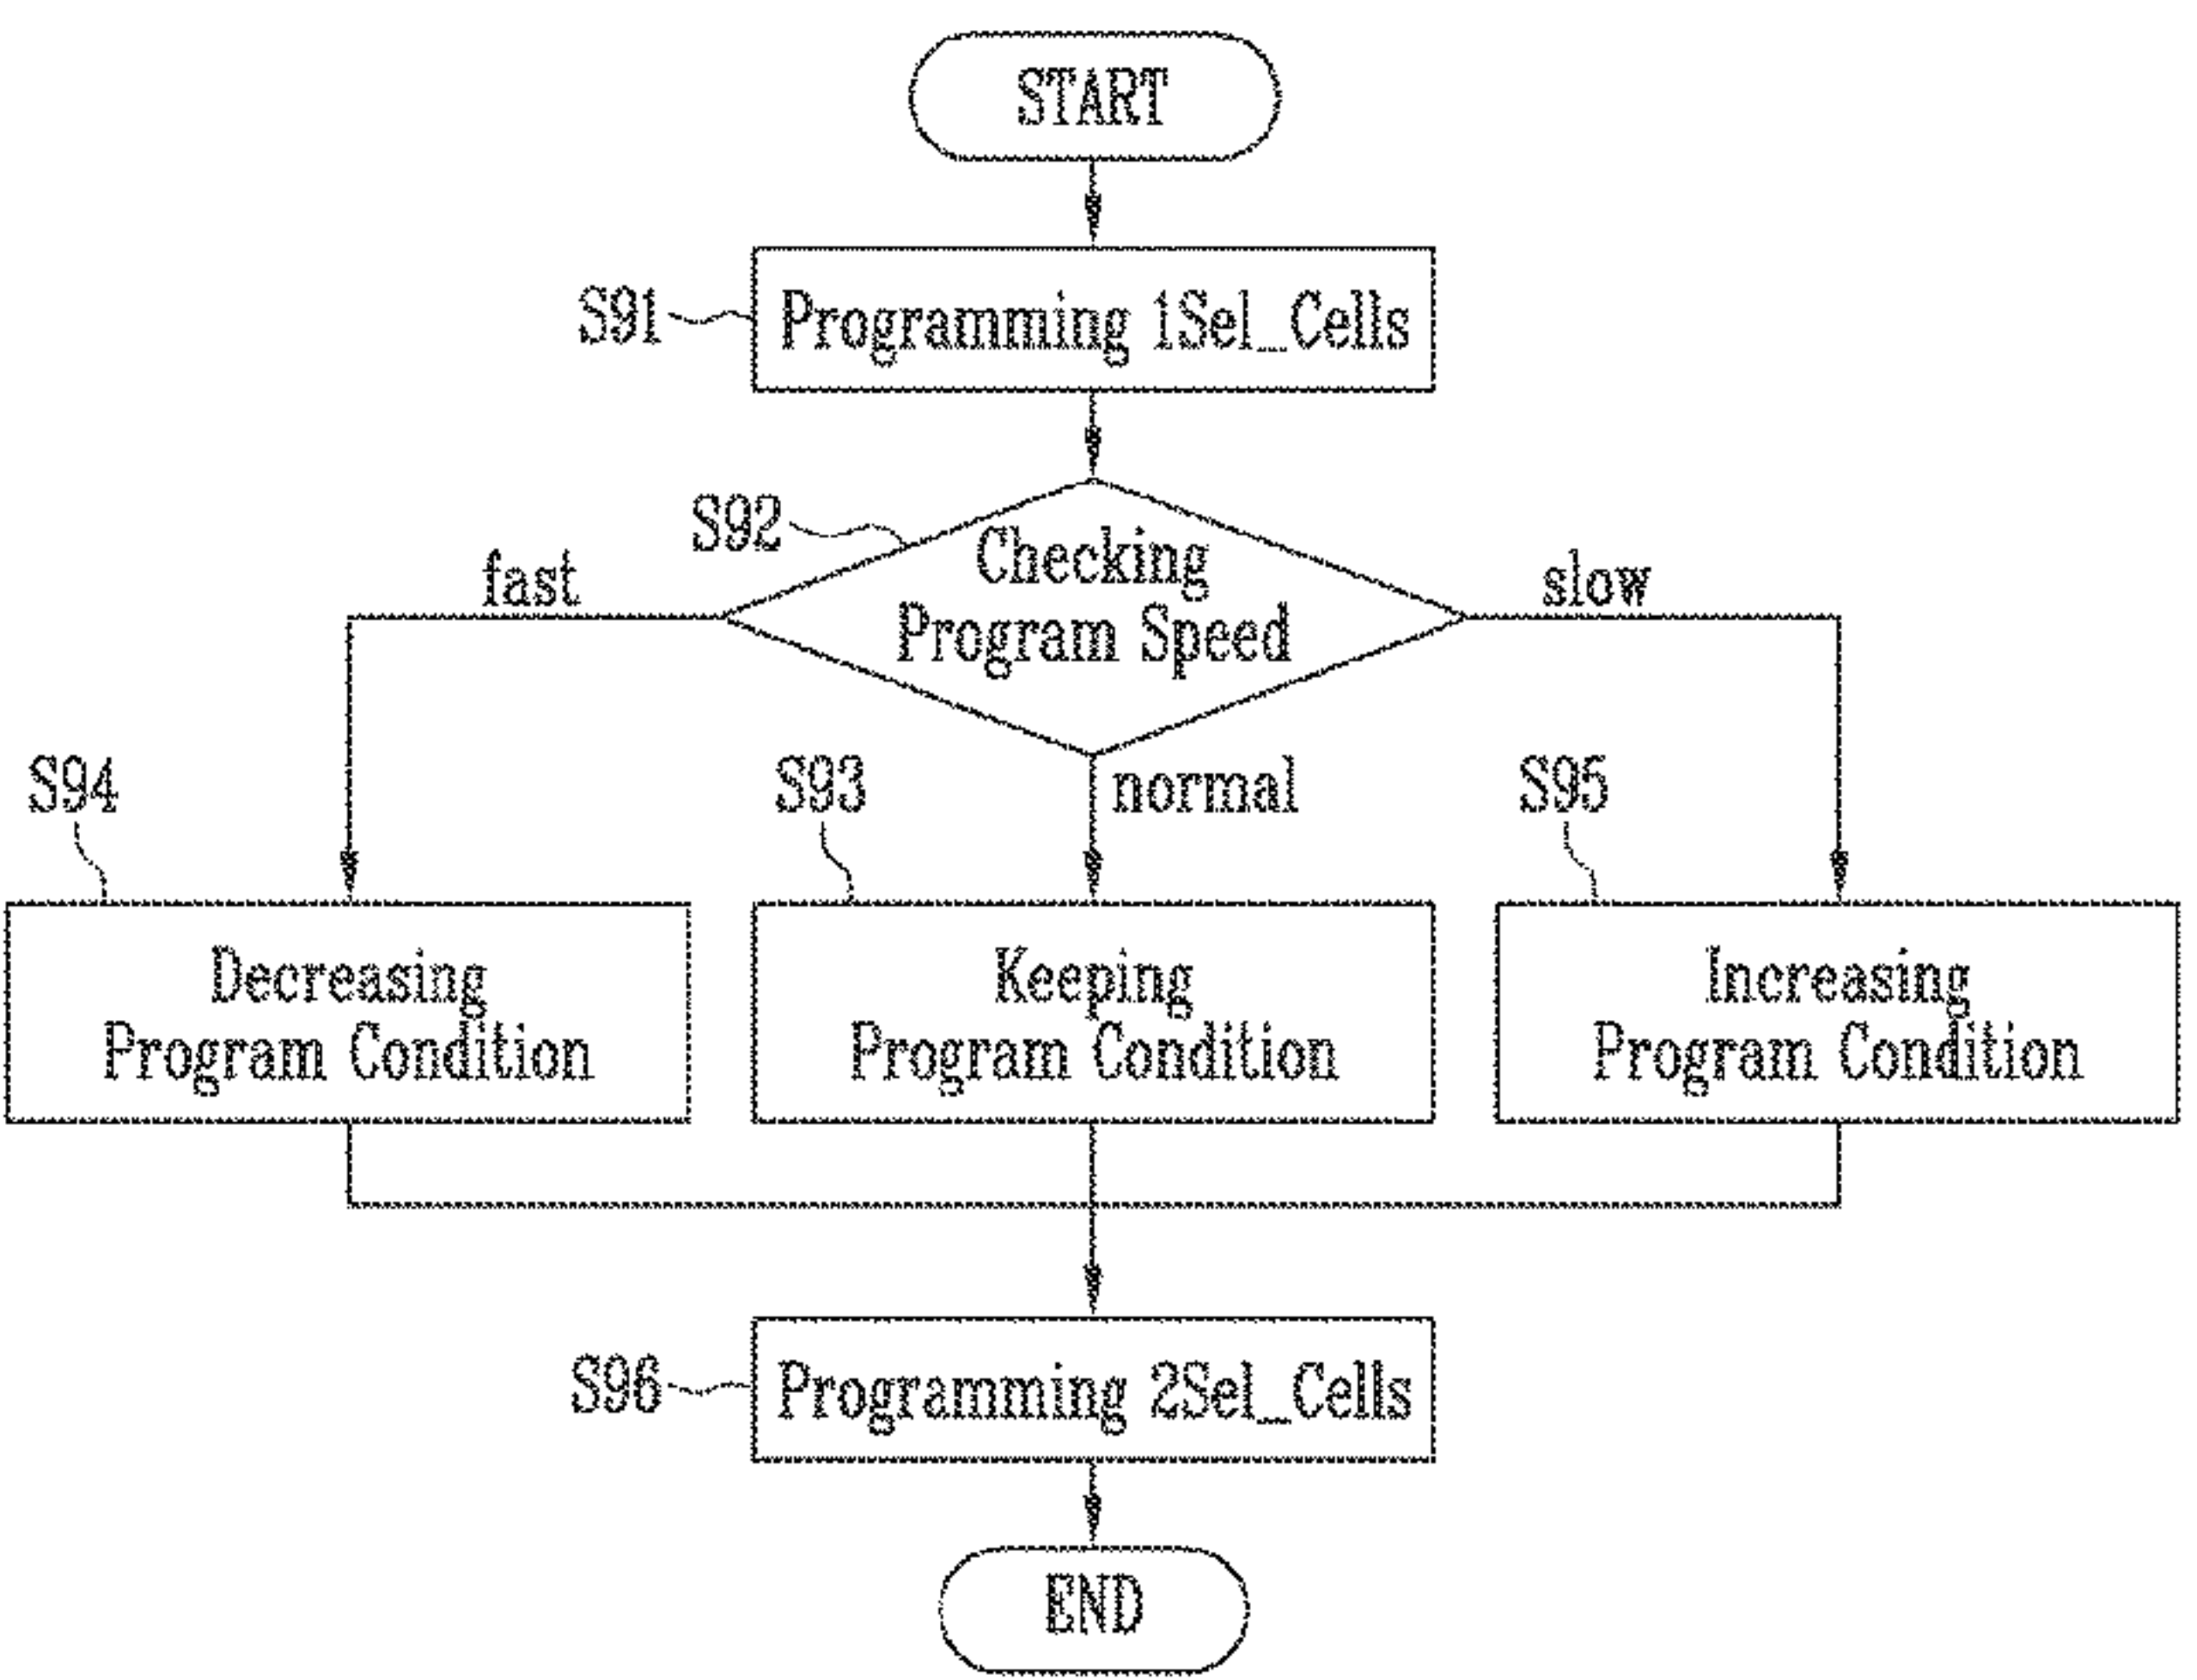 START
S91
Programming 1Sel_Cells
S92
Checking
Program Speed
fast
slow
normal
S94
S93
S95
Decreasing
Program Condition
Keeping
Program Condition
Increasing
Program Condition
S96
Programming 2Sel_Cells
END